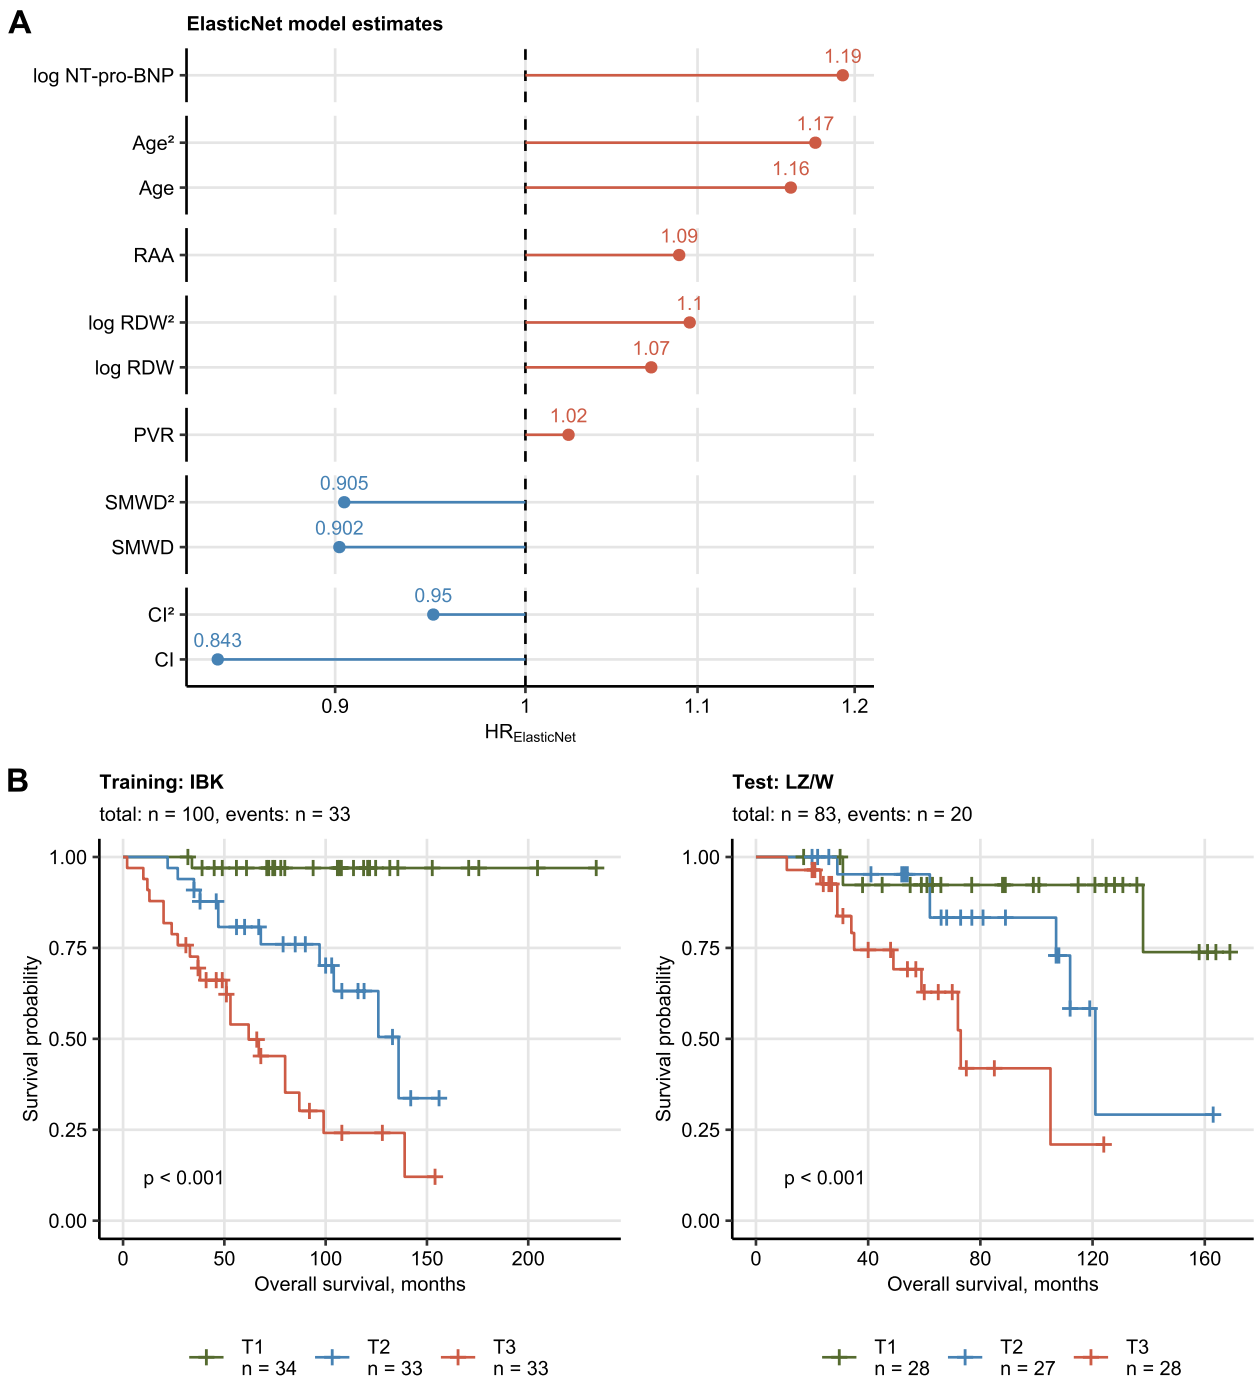 A
ElasticNet model estimates
log NT-pro-BNP
1.19
Age²
1.17
Age
1.16
RAA
1.09
log RDW²
1.1
log RDW
1.07
PVR
1.02
SMWD²
0.905
SMWD
0.902
CI²
0.95
CI
0.843
0.9 1 1.1 1.2
HR_ElasticNet
B
Training: IBK
total: n = 100, events: n = 33
Survival probability
1.00
0.75
0.50
0.25
0.00
p < 0.001
0 50 100 150 200
Overall survival, months
T1 T2 T3
n = 34 n = 33 n = 33
Test: LZ/W
total: n = 83, events: n = 20
Survival probability
1.00
0.75
0.50
0.25
0.00
p < 0.001
0 40 80 120 160
Overall survival, months
T1 T2 T3
n = 28 n = 27 n = 28